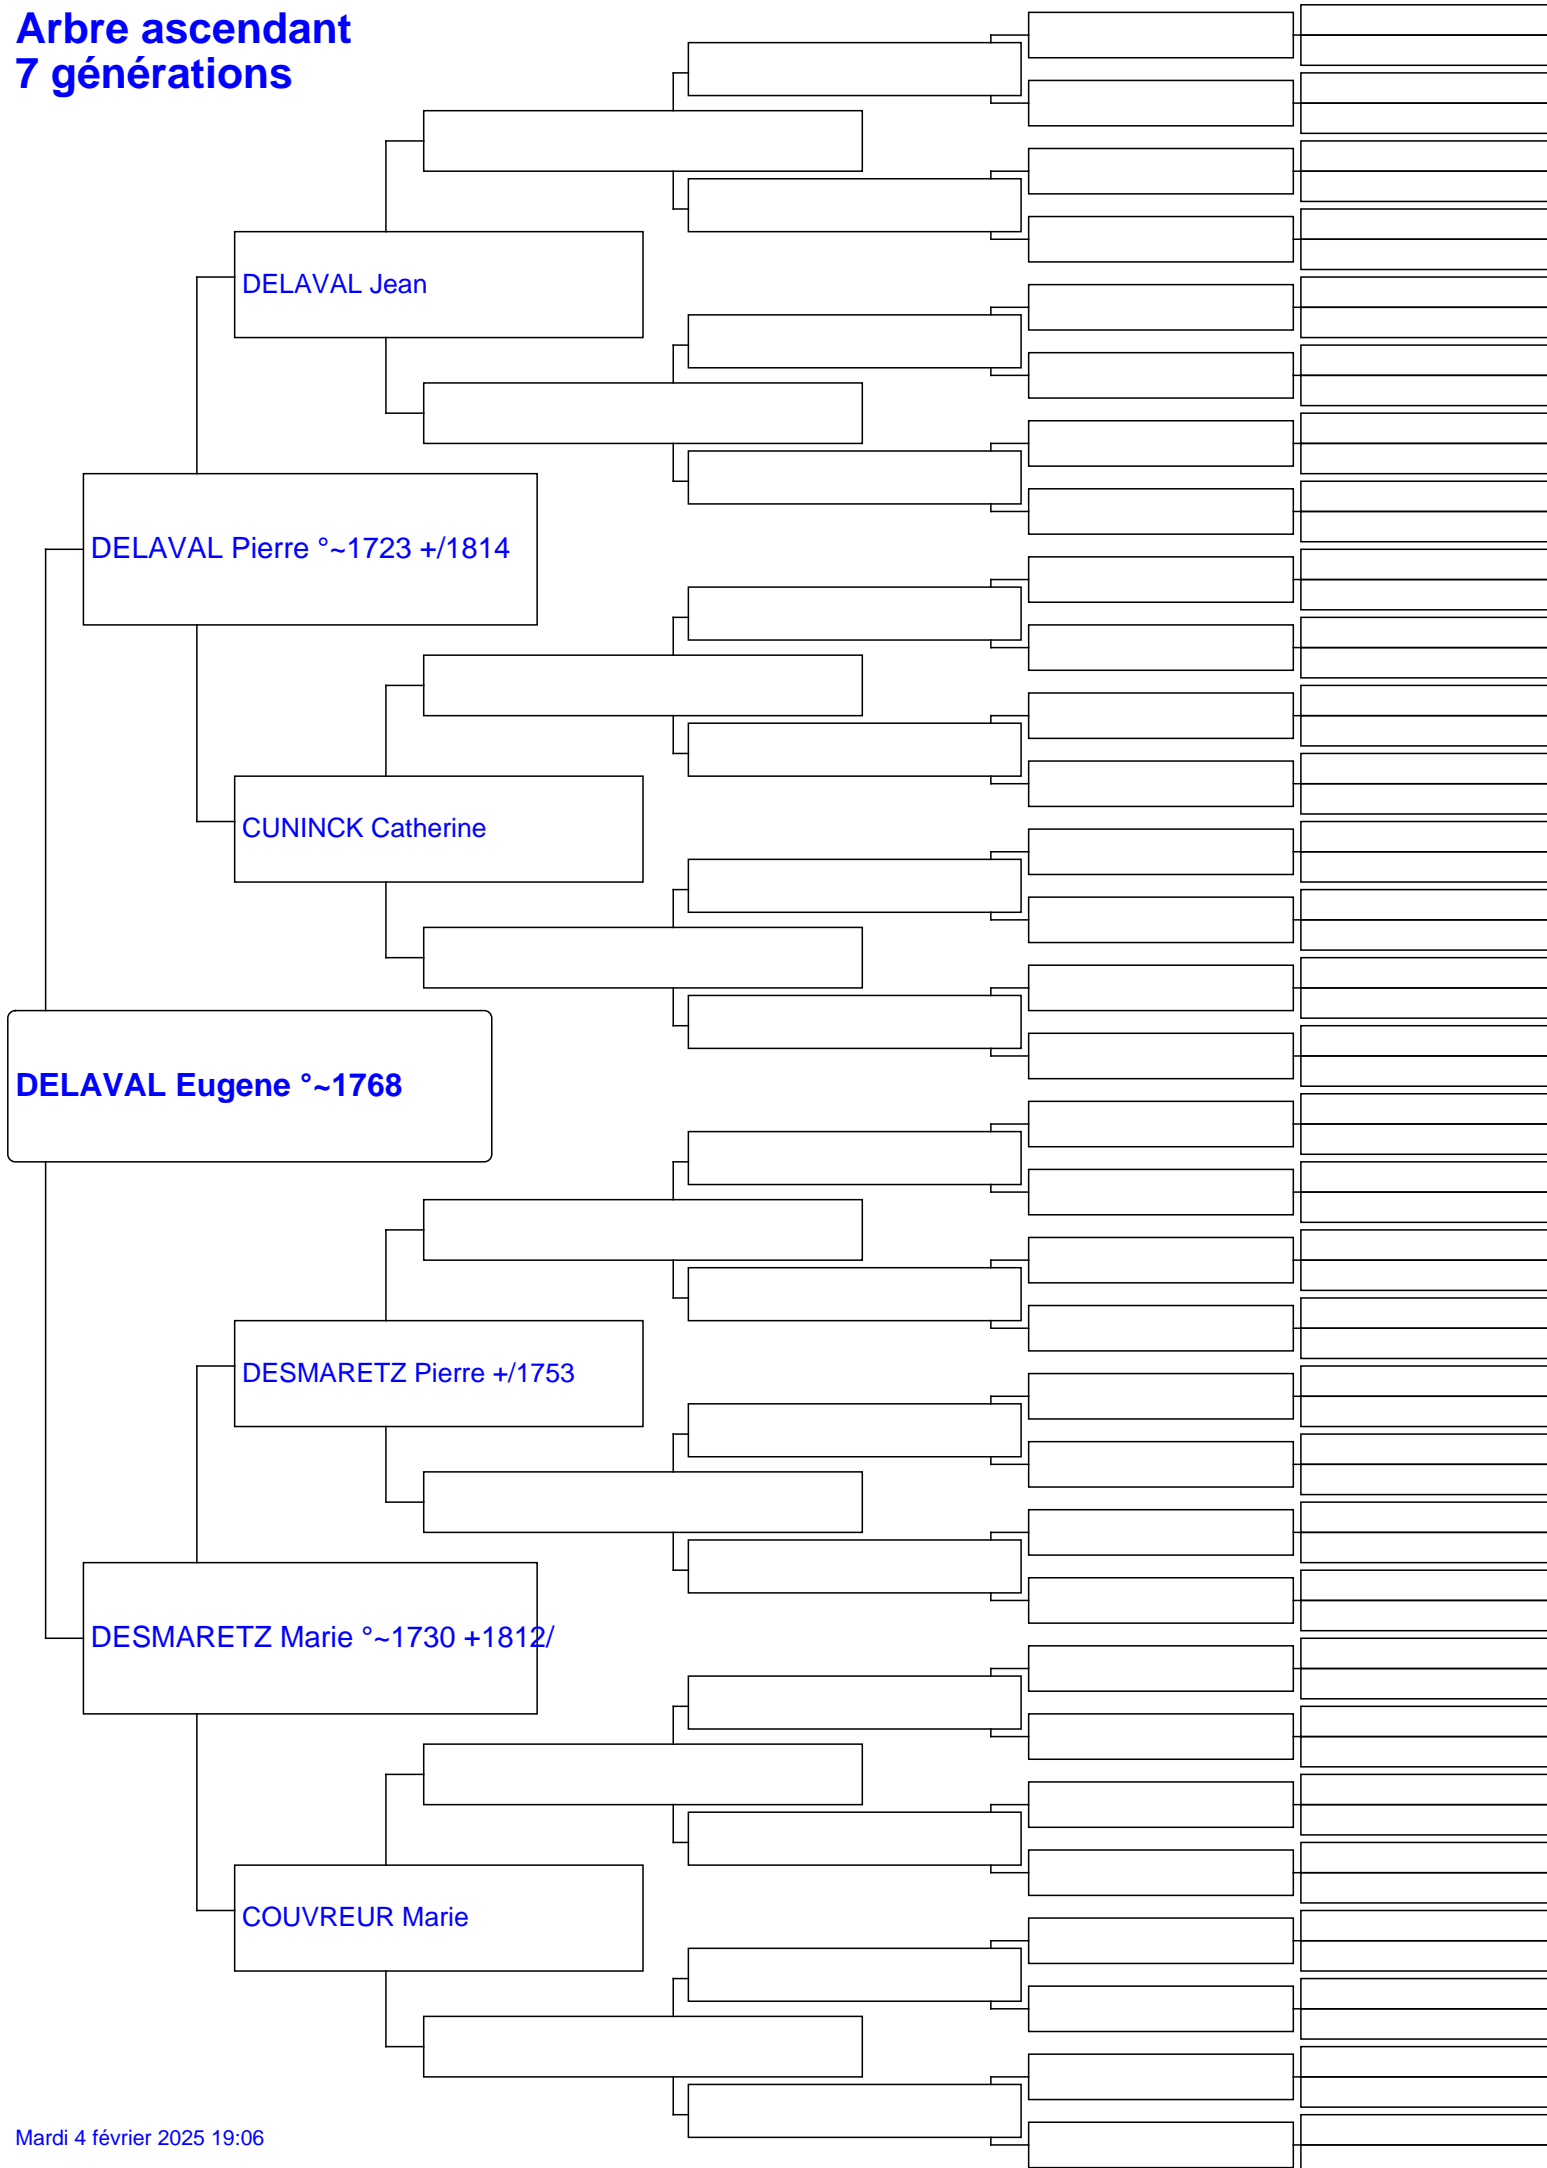 Arbre ascendant
7 générations
DELAVAL Jean
DELAVAL Pierre °~1723 +/1814
CUNINCK Catherine
DELAVAL Eugene °~1768
DESMARETZ Pierre +/1753
DESMARETZ Marie °~1730 +1812/
COUVREUR Marie
Mardi 4 février 2025 19:06